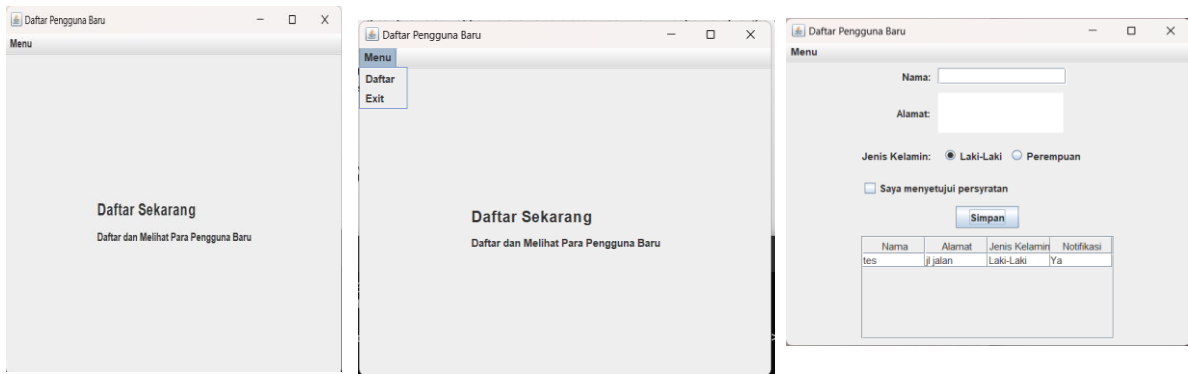 Daftar Pengguna Baru
Menu
Daftar Sekarang
Daftar dan Melihat Para Pengguna Baru
Daftar Pengguna Baru
Menu
Daftar
Exit
Daftar Sekarang
Daftar dan Melihat Para Pengguna Baru
Daftar Pengguna Baru
Menu
Nama:
Alamat:
Jenis Kelamin: Laki-Laki Perempuan
Saya menyetujui persyratan
Simpan
Nama Alamat Jenis Kelamin Notifikasi
tes jl jalan Laki-Laki Ya